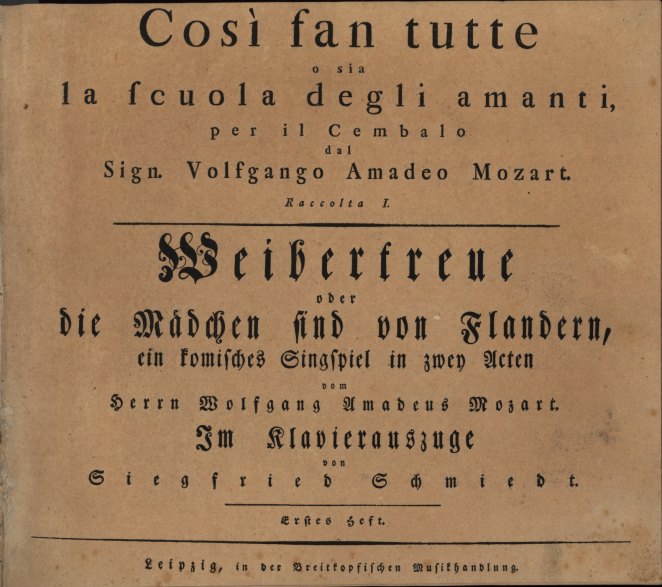 Così fan tutte
o sia
la ſcuola degli amanti,
per il Cembalo
dal
Sign. Volfgango Amadeo Mozart.
Raccolta I.
Weibertreue
oder
die Mädchen ſind von Flandern,
ein komiſches Singſpiel in zwey Acten
vom
Herrn Wolfgang Amadeus Mozart.
Im Klavierauszuge
von
Siegfried Schmiedt.
Erſtes Heft.
Leipzig, in der Breitkopfiſchen Muſikhandlung.